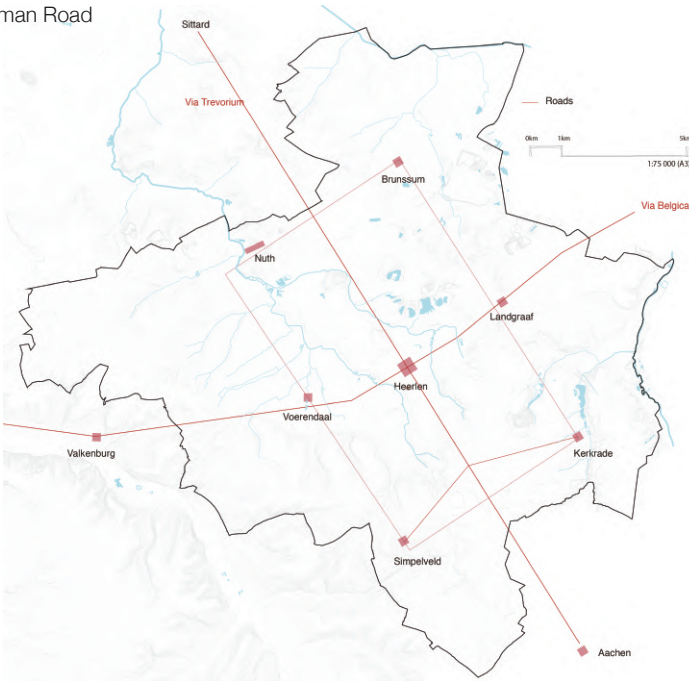 man Road
Sittard
Via Trevorium
Roads
0km 1km 5km
1:75 000 (A3)
Brunssum
Via Belgica
Nuth
Landgraaf
Heerlen
Voerendaal
Valkenburg
Kerkrade
Simpelveld
Aachen